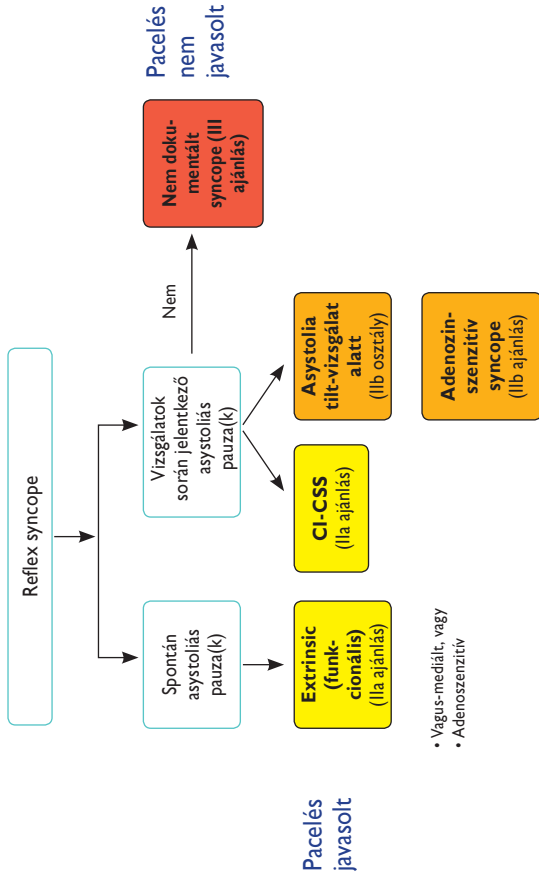 Reflex syncope
Spontán
asystoliás
pauza(k)
Vizsgálatok
során jelentkező
asystoliás
pauza(k)
Nem
Nem doku-
mentált
syncope (III
ajánlás)
Pacelés
nem
javasolt
Pacelés
javasolt
Extrinsic
(funk-
cionális)
(IIa ajánlás)
CI-CSS
(IIa ajánlás)
Asystolia
tilt-vizsgálat
alatt
(IIb osztály)
Adenozin-
szenzitív
syncope
(IIb ajánlás)
• Vagus-mediált, vagy
• Adenoszenzitív